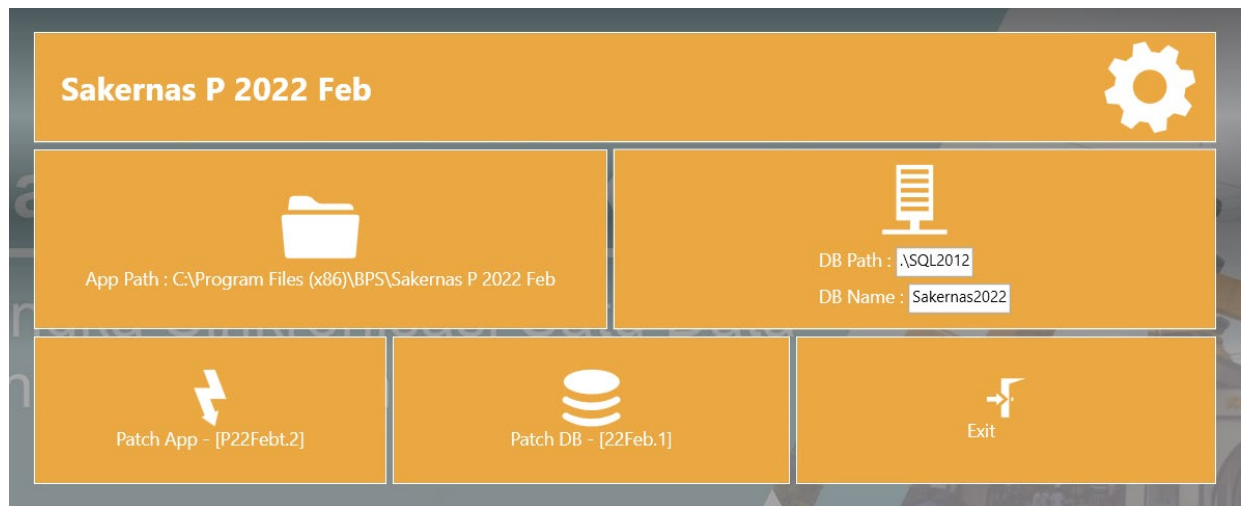 Sakernas P 2022 Feb
App Path : C:\Program Files (x86)\BPS\Sakernas P 2022 Feb
DB Path : .\SQL2012
DB Name : Sakernas2022
Patch App - [P22Febt.2]
Patch DB - [22Feb.1]
Exit